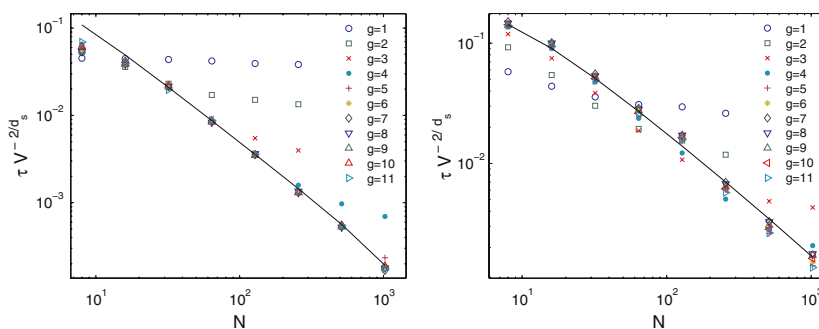 τ V^{-2/d_s}
10^{-1}
10^{-2}
10^{-3}
10^1
10^2
10^3
N
g=1
g=2
g=3
g=4
g=5
g=6
g=7
g=8
g=9
g=10
g=11
τ V^{-2/d_s}
10^{-1}
10^{-2}
10^1
10^2
10^3
N
g=1
g=2
g=3
g=4
g=5
g=6
g=7
g=8
g=9
g=10
g=11